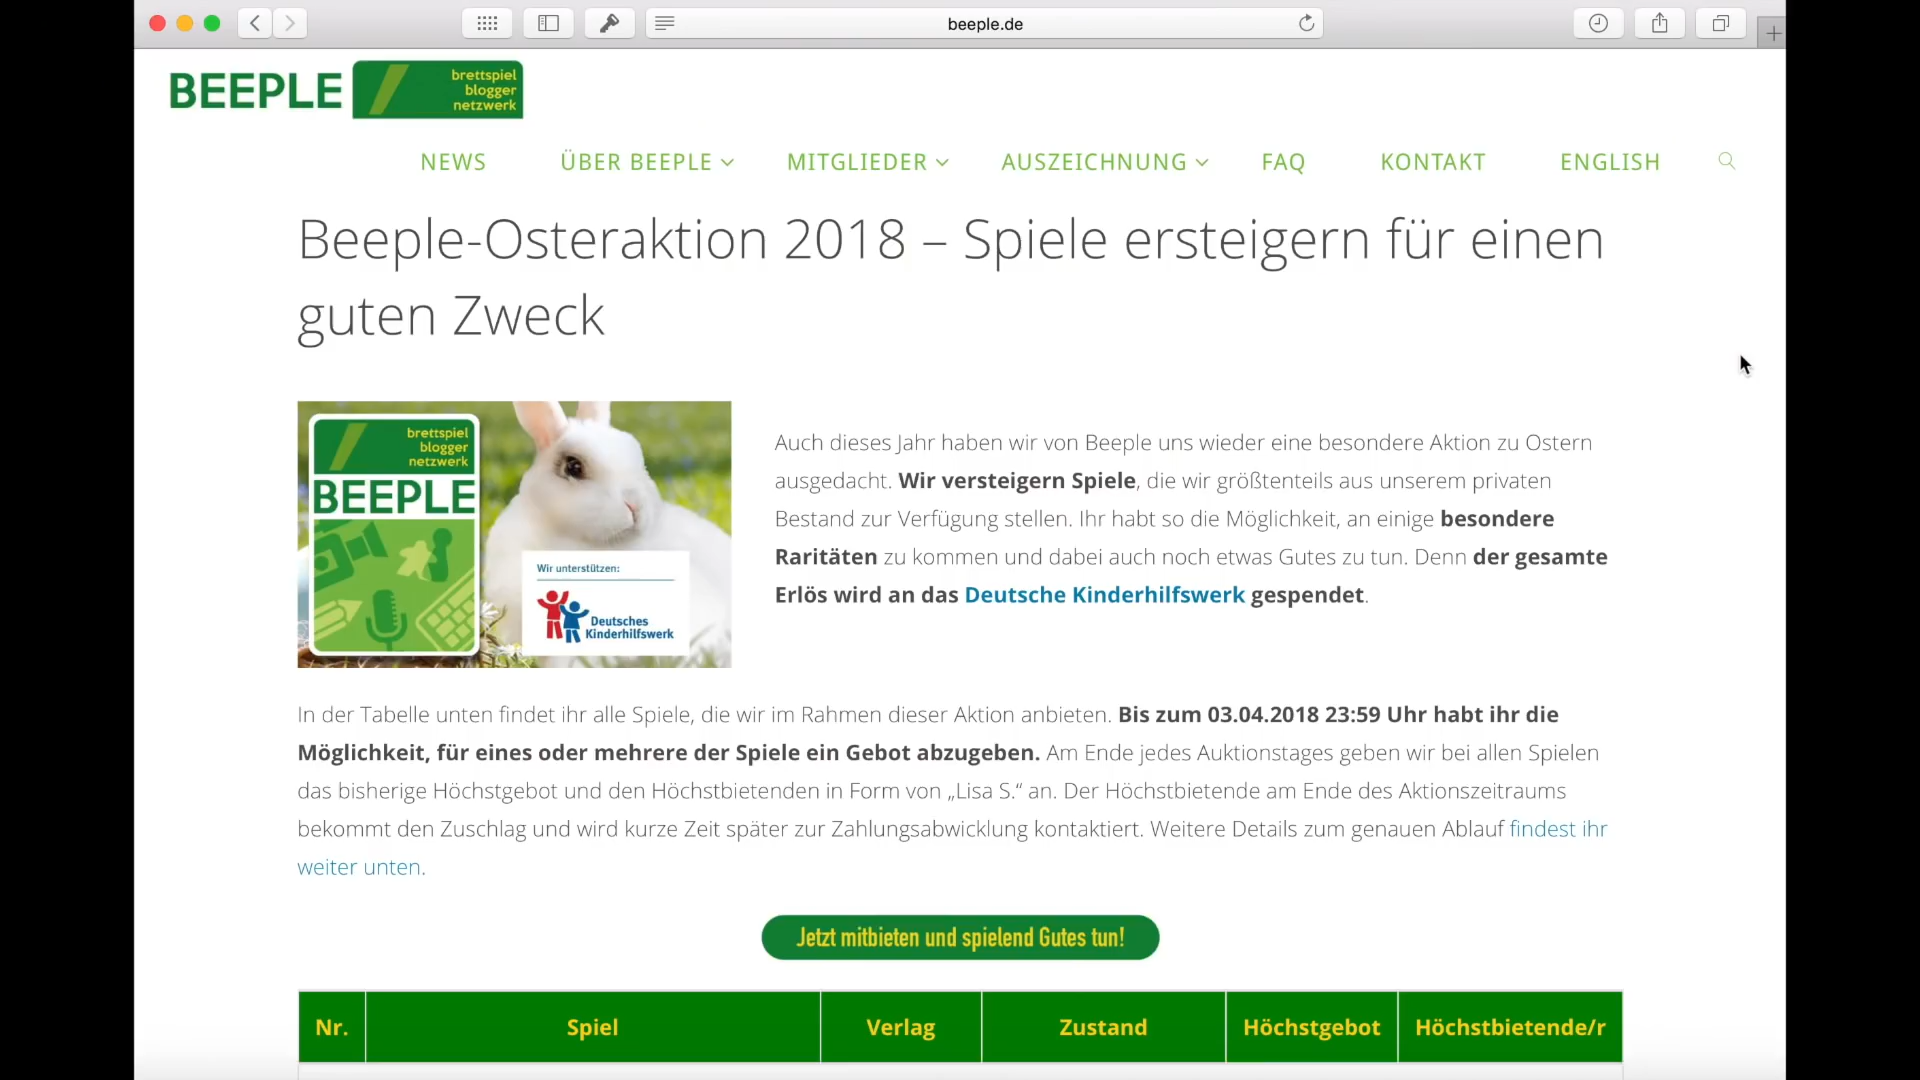 beeple.de
BEEPLE
brettspiel
blogger
netzwerk
NEWS
ÜBER BEEPLE
MITGLIEDER
AUSZEICHNUNG
FAQ
KONTAKT
ENGLISH
Beeple-Osteraktion 2018 – Spiele ersteigern für einen
guten Zweck
brettspiel
blogger
netzwerk
BEEPLE
Wir unterstützen:
Deutsches
Kinderhilfswerk
Auch dieses Jahr haben wir von Beeple uns wieder eine besondere Aktion zu Ostern
ausgedacht. Wir versteigern Spiele, die wir größtenteils aus unserem privaten
Bestand zur Verfügung stellen. Ihr habt so die Möglichkeit, an einige besondere
Raritäten zu kommen und dabei auch noch etwas Gutes zu tun. Denn der gesamte
Erlös wird an das Deutsche Kinderhilfswerk gespendet.
In der Tabelle unten findet ihr alle Spiele, die wir im Rahmen dieser Aktion anbieten. Bis zum 03.04.2018 23:59 Uhr habt ihr die
Möglichkeit, für eines oder mehrere der Spiele ein Gebot abzugeben. Am Ende jedes Auktionstages geben wir bei allen Spielen
das bisherige Höchstgebot und den Höchstbietenden in Form von „Lisa S.“ an. Der Höchstbietende am Ende des Aktionszeitraums
bekommt den Zuschlag und wird kurze Zeit später zur Zahlungsabwicklung kontaktiert. Weitere Details zum genauen Ablauf findest ihr
weiter unten.
Jetzt mitbieten und spielend Gutes tun!
Nr. Spiel Verlag Zustand Höchstgebot Höchstbietende/r